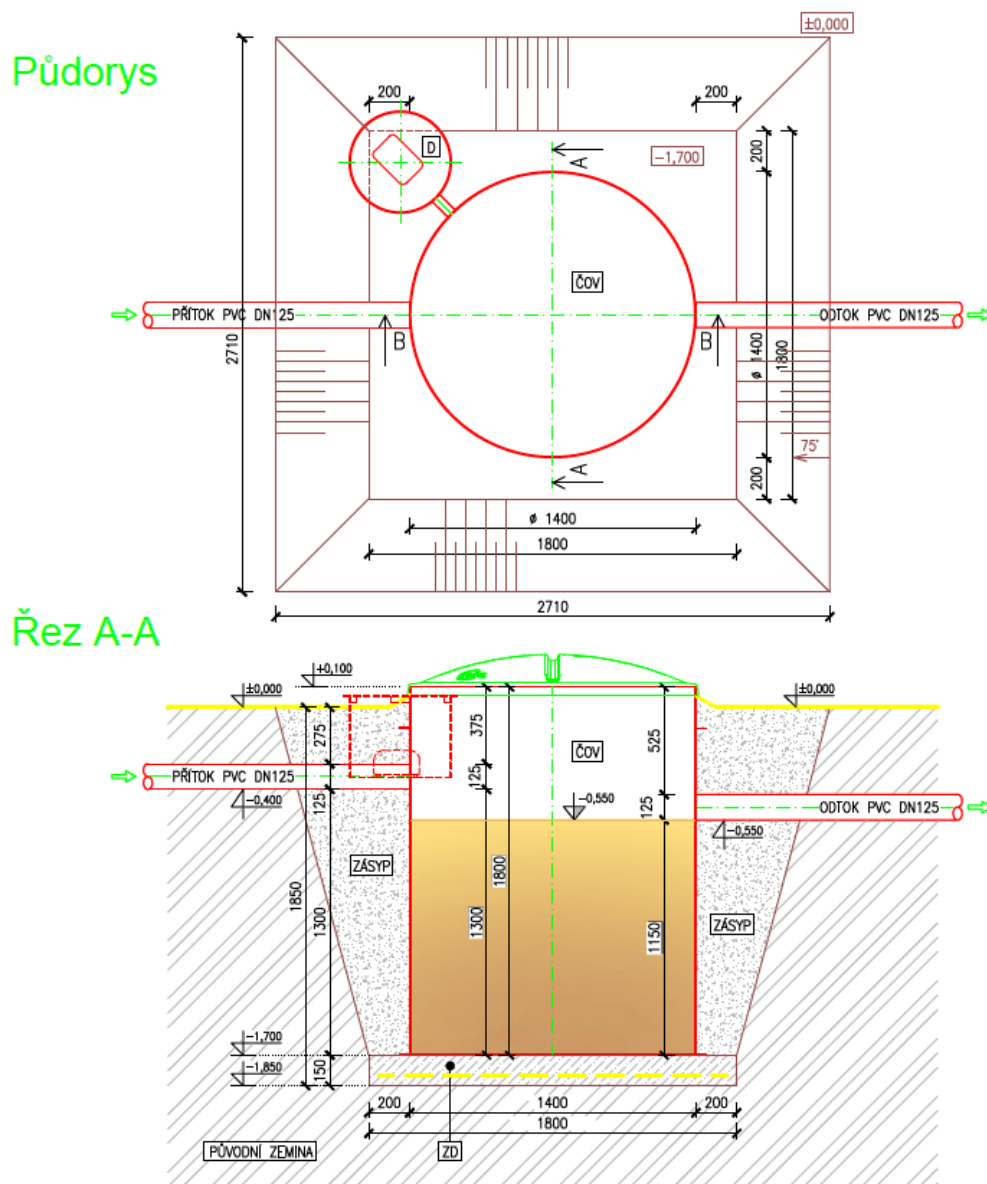 Půdorys
±0,000
200
200
D
A
-1,700
200
ČOV
PŘÍTOK PVC DN125
ODTOK PVC DN125
B
B
2710
ø 1400
1800
75°
A
200
ø 1400
1800
2710
Řez A-A
+0,100
±0,000
±0,000
275
375
525
ČOV
PŘÍTOK PVC DN125
125
125
-0,400
-0,550
125
ODTOK PVC DN125
-0,550
ZÁSYP
1850
1300
1300
1800
1150
ZÁSYP
-1,700
-1,850
150
200
1400
200
1800
PŮVODNÍ ZEMINA
ZD